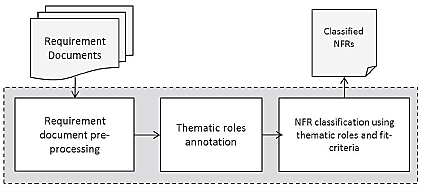 Requirement
Documents
Classified
NFRs
Requirement
document pre-
processing
Thematic roles
annotation
NFR classification using
thematic roles and fit-
criteria